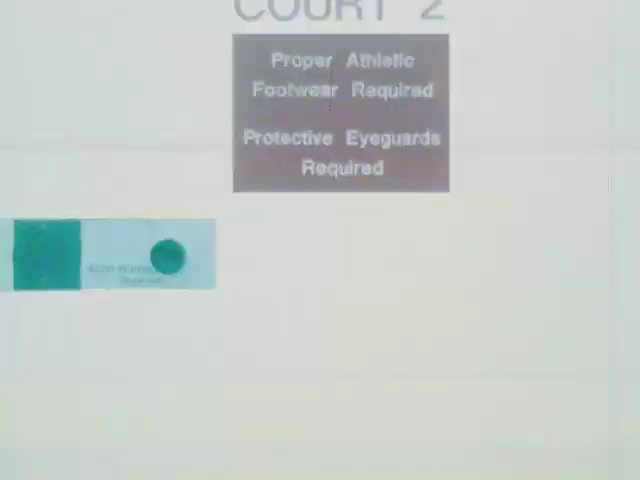 COURT 2
Proper Athletic
Footwear Required
Protective Eyeguards
Required